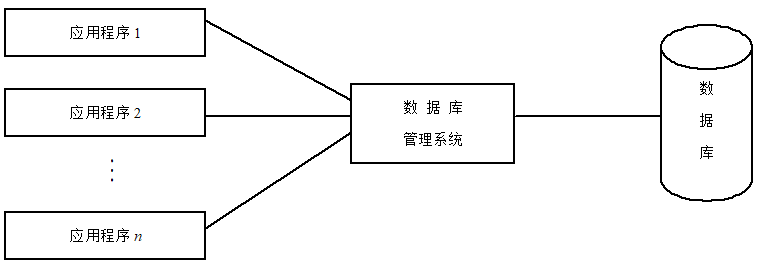 应用程序 1
应用程序 2
⋮
应用程序 n
数 据 库
管理系统
数
据
库